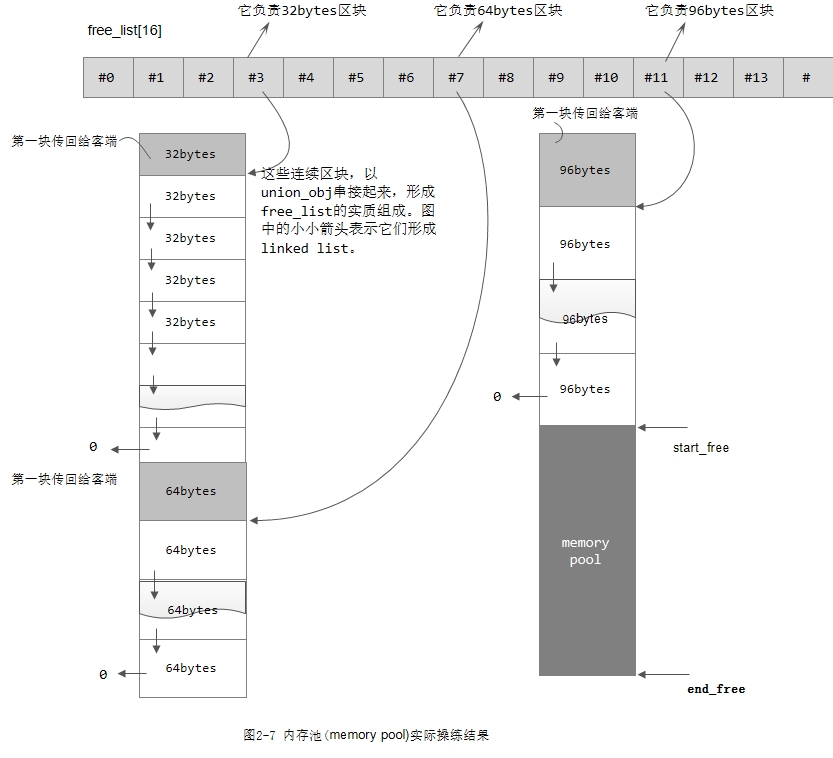 它负责32bytes区块
它负责64bytes区块
它负责96bytes区块
free_list[16]
#0 #1 #2 #3 #4 #5 #6 #7 #8 #9 #10 #11 #12 #13 #
第一块传回给客端
32bytes
32bytes
32bytes
32bytes
32bytes
0
这些连续区块，以
union_obj串接起来，形成
free_list的实质组成。图
中的小小箭头表示它们形成
linked list。
第一块传回给客端
64bytes
64bytes
64bytes
64bytes
0
第一块传回给客端
96bytes
96bytes
96bytes
96bytes
0
start_free
memory
pool
end_free
图2-7 内存池(memory pool)实际操练结果